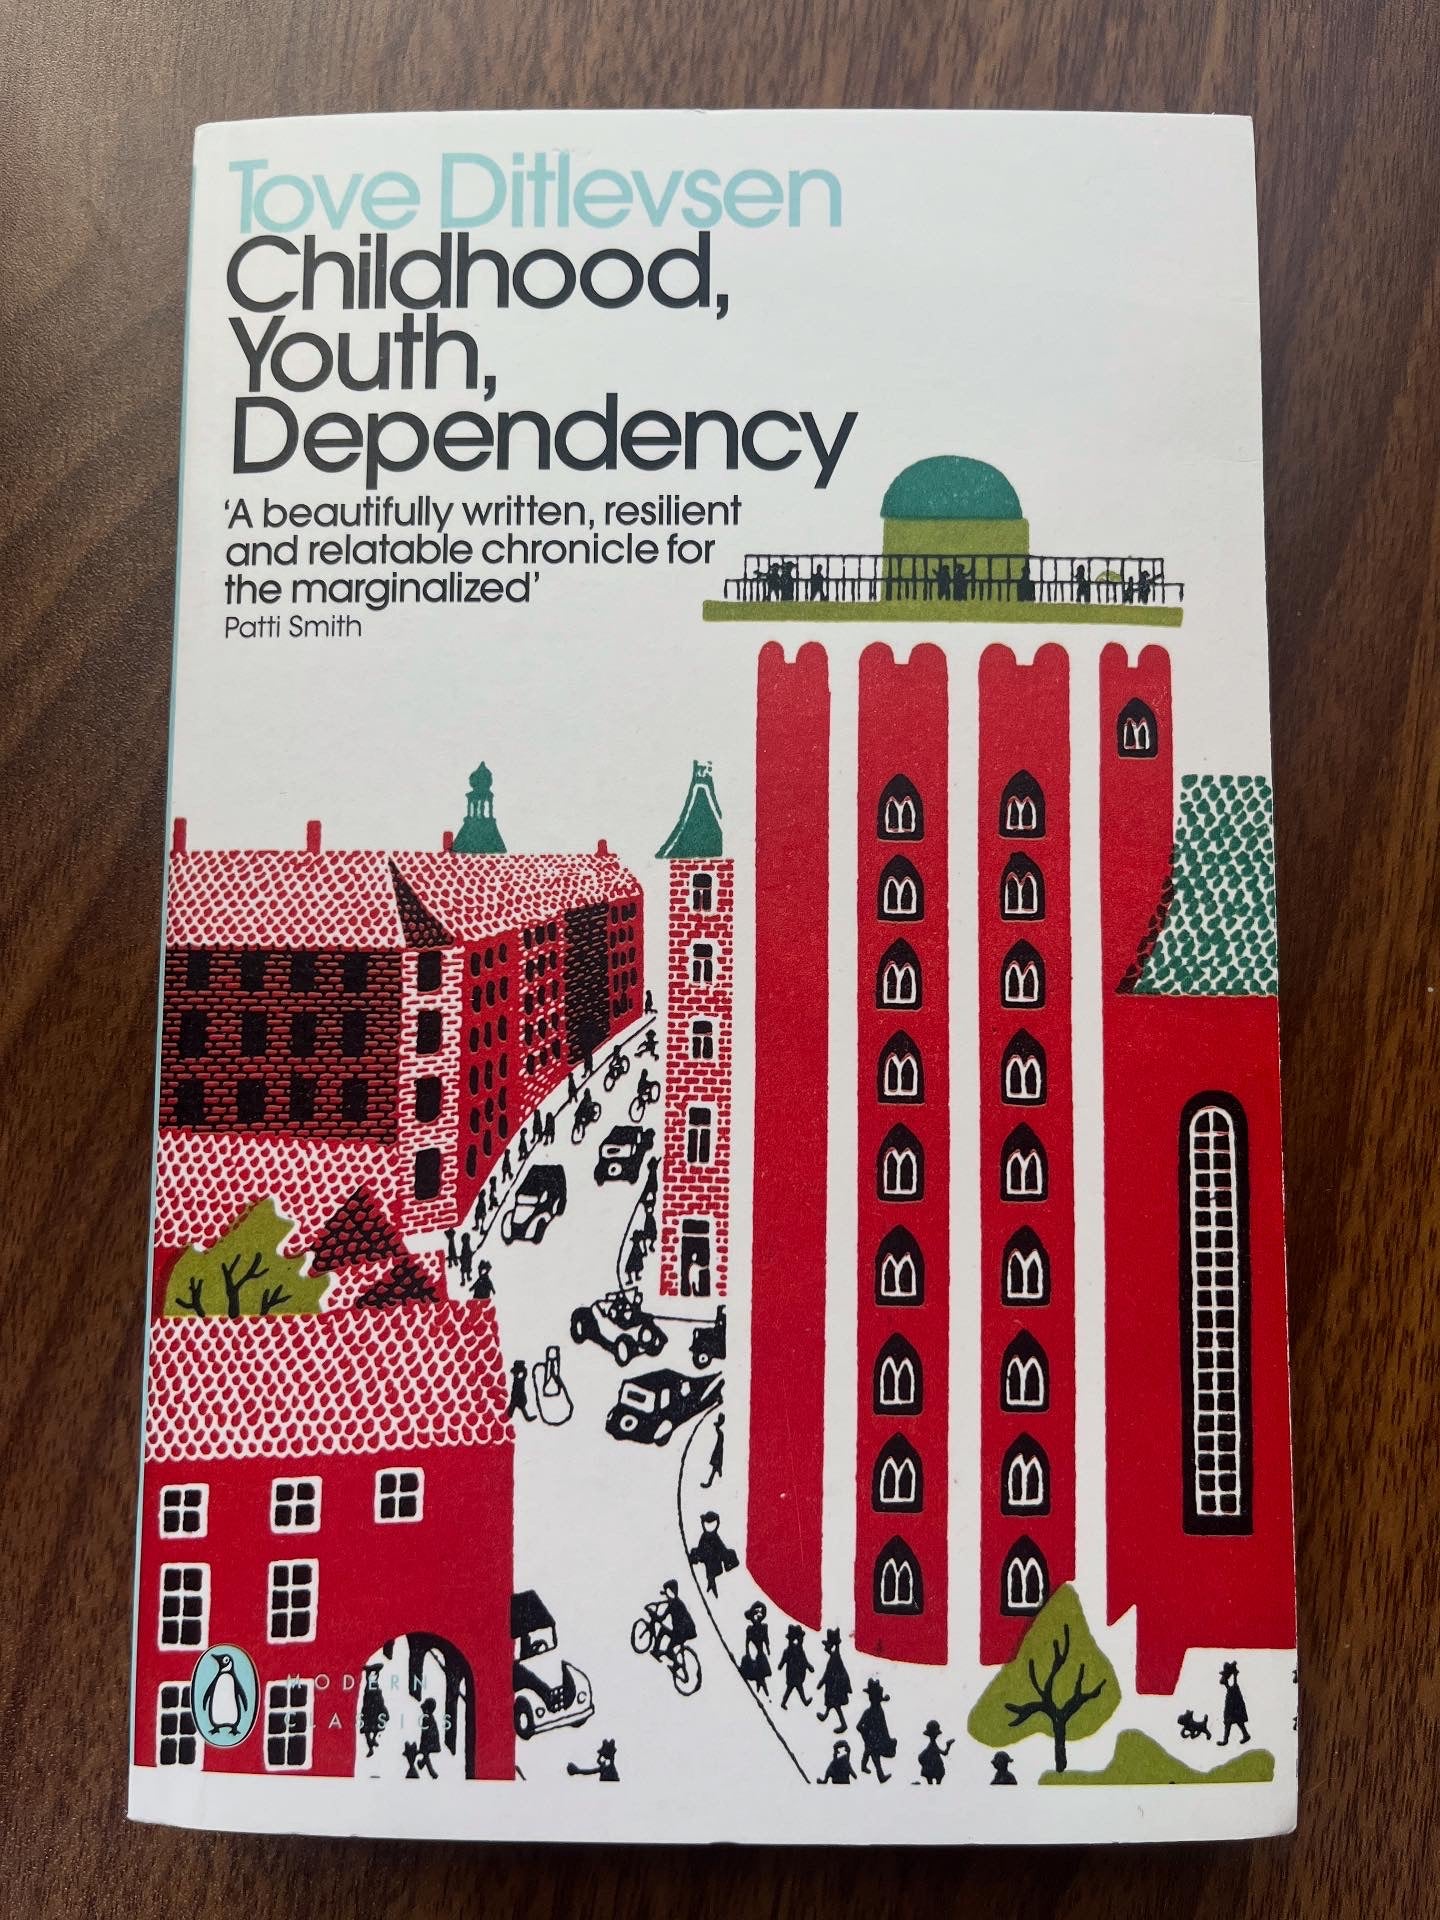 Tove Ditlevsen
Childhood,
Youth,
Dependency
‘A beautifully written, resilient
and relatable chronicle for
the marginalized’
Patti Smith
MODERN
CLASSICS